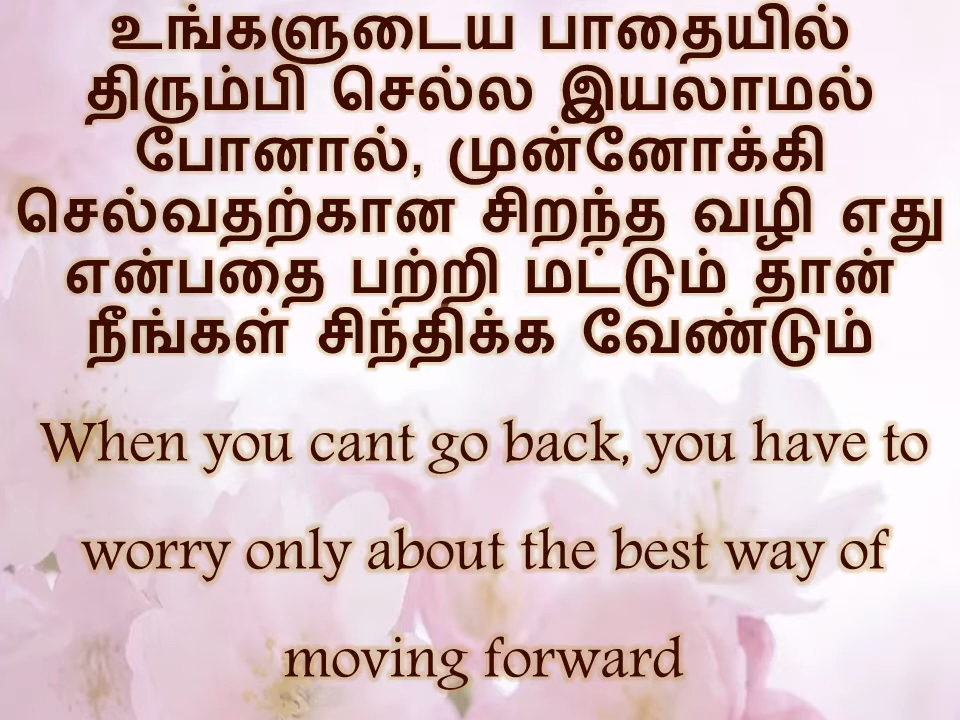 உங்களுடைய பாதையில்
திரும்பி செல்ல இயலாமல்
போனால், முன்னோக்கி
செல்வதற்கான சிறந்த வழி எது
என்பதை பற்றி மட்டும் தான்
நீங்கள் சிந்திக்க வேண்டும்
When you cant go back, you have to
worry only about the best way of
moving forward